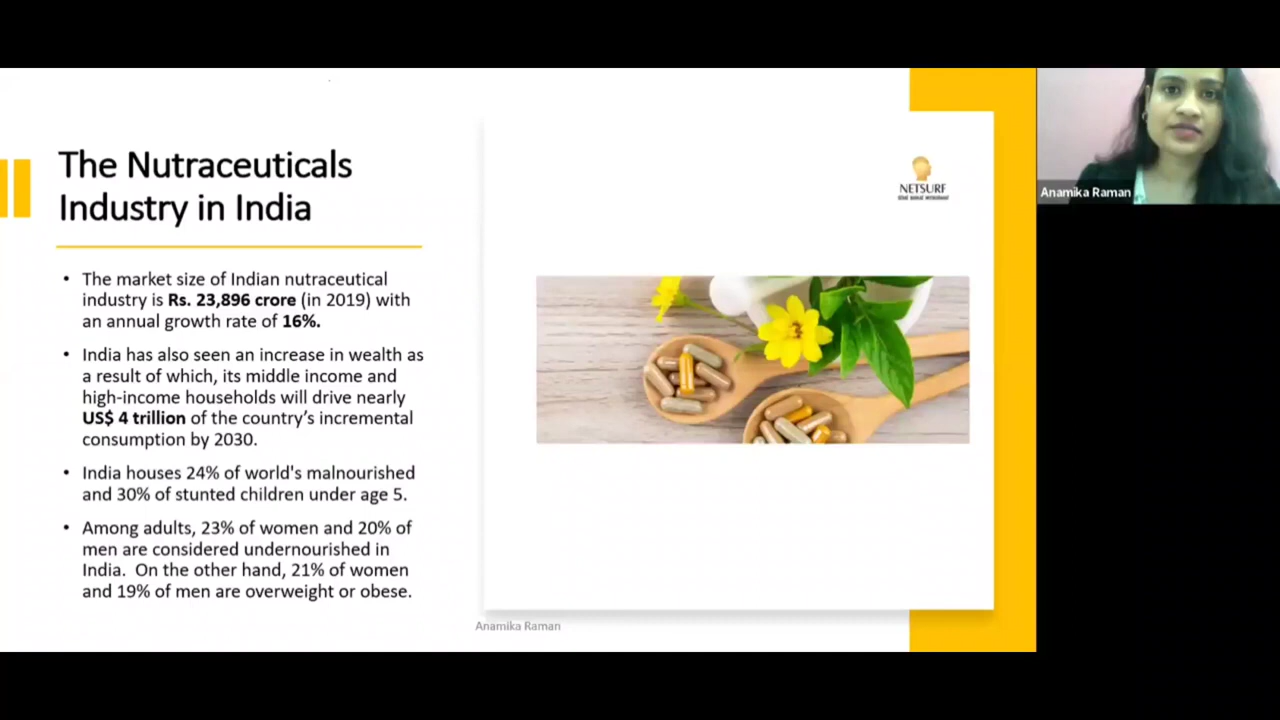 The Nutraceuticals
Industry in India
• The market size of Indian nutraceutical
industry is Rs. 23,896 crore (in 2019) with
an annual growth rate of 16%.
• India has also seen an increase in wealth as
a result of which, its middle income and
high-income households will drive nearly
US$ 4 trillion of the country's incremental
consumption by 2030.
• India houses 24% of world's malnourished
and 30% of stunted children under age 5.
• Among adults, 23% of women and 20% of
men are considered undernourished in
India.  On the other hand, 21% of women
and 19% of men are overweight or obese.
NETSURF
Anamika Raman
Anamika Raman